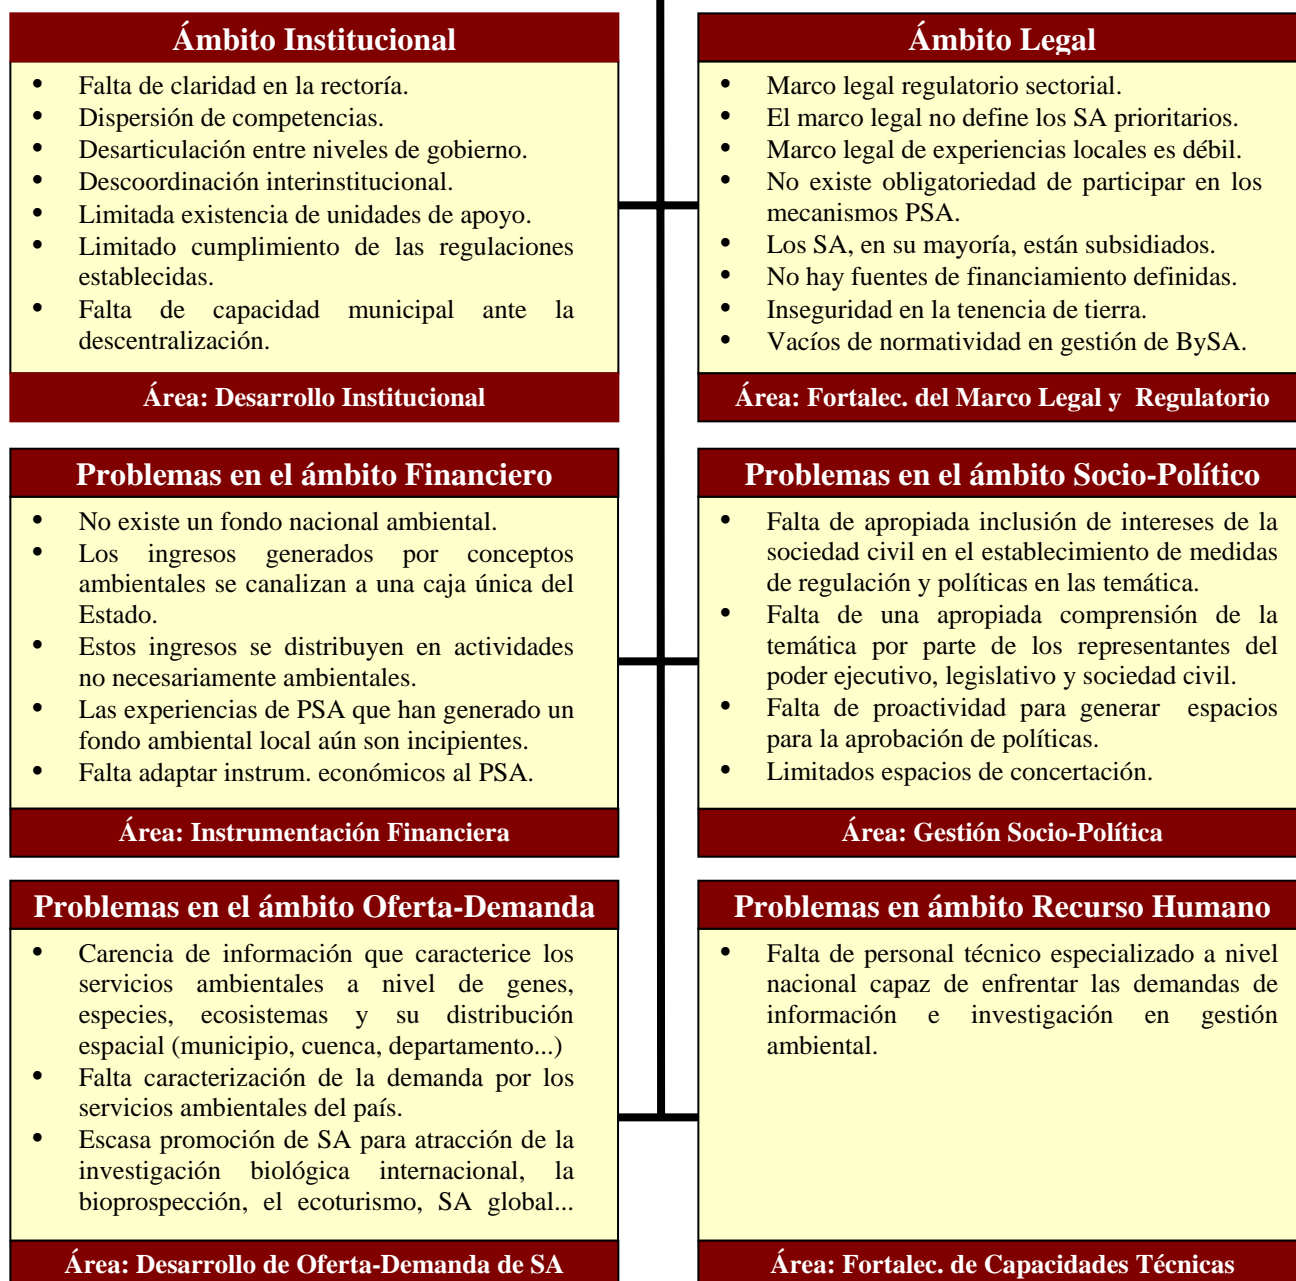 Ámbito Institucional
• Falta de claridad en la rectoría.
• Dispersión de competencias.
• Desarticulación entre niveles de gobierno.
• Descoordinación interinstitucional.
• Limitada existencia de unidades de apoyo.
• Limitado cumplimiento de las regulaciones
establecidas.
• Falta de capacidad municipal ante la
descentralización.
Área: Desarrollo Institucional
Ámbito Legal
• Marco legal regulatorio sectorial.
• El marco legal no define los SA prioritarios.
• Marco legal de experiencias locales es débil.
• No existe obligatoriedad de participar en los
mecanismos PSA.
• Los SA, en su mayoría, están subsidiados.
• No hay fuentes de financiamiento definidas.
• Inseguridad en la tenencia de tierra.
• Vacíos de normatividad en gestión de BySA.
Área: Fortalec. del Marco Legal y Regulatorio
Problemas en el ámbito Financiero
• No existe un fondo nacional ambiental.
• Los ingresos generados por conceptos
ambientales se canalizan a una caja única del
Estado.
• Estos ingresos se distribuyen en actividades
no necesariamente ambientales.
• Las experiencias de PSA que han generado un
fondo ambiental local aún son incipientes.
• Falta adaptar instrum. económicos al PSA.
Área: Instrumentación Financiera
Problemas en el ámbito Socio-Político
• Falta de apropiada inclusión de intereses de la
sociedad civil en el establecimiento de medidas
de regulación y políticas en las temática.
• Falta de una apropiada comprensión de la
temática por parte de los representantes del
poder ejecutivo, legislativo y sociedad civil.
• Falta de proactividad para generar espacios
para la aprobación de políticas.
• Limitados espacios de concertación.
Área: Gestión Socio-Política
Problemas en el ámbito Oferta-Demanda
• Carencia de información que caracterice los
servicios ambientales a nivel de genes,
especies, ecosistemas y su distribución
espacial (municipio, cuenca, departamento...)
• Falta caracterización de la demanda por los
servicios ambientales del país.
• Escasa promoción de SA para atracción de la
investigación biológica internacional, la
bioprospección, el ecoturismo, SA global...
Área: Desarrollo de Oferta-Demanda de SA
Problemas en ámbito Recurso Humano
• Falta de personal técnico especializado a nivel
nacional capaz de enfrentar las demandas de
información e investigación en gestión
ambiental.
Área: Fortalec. de Capacidades Técnicas